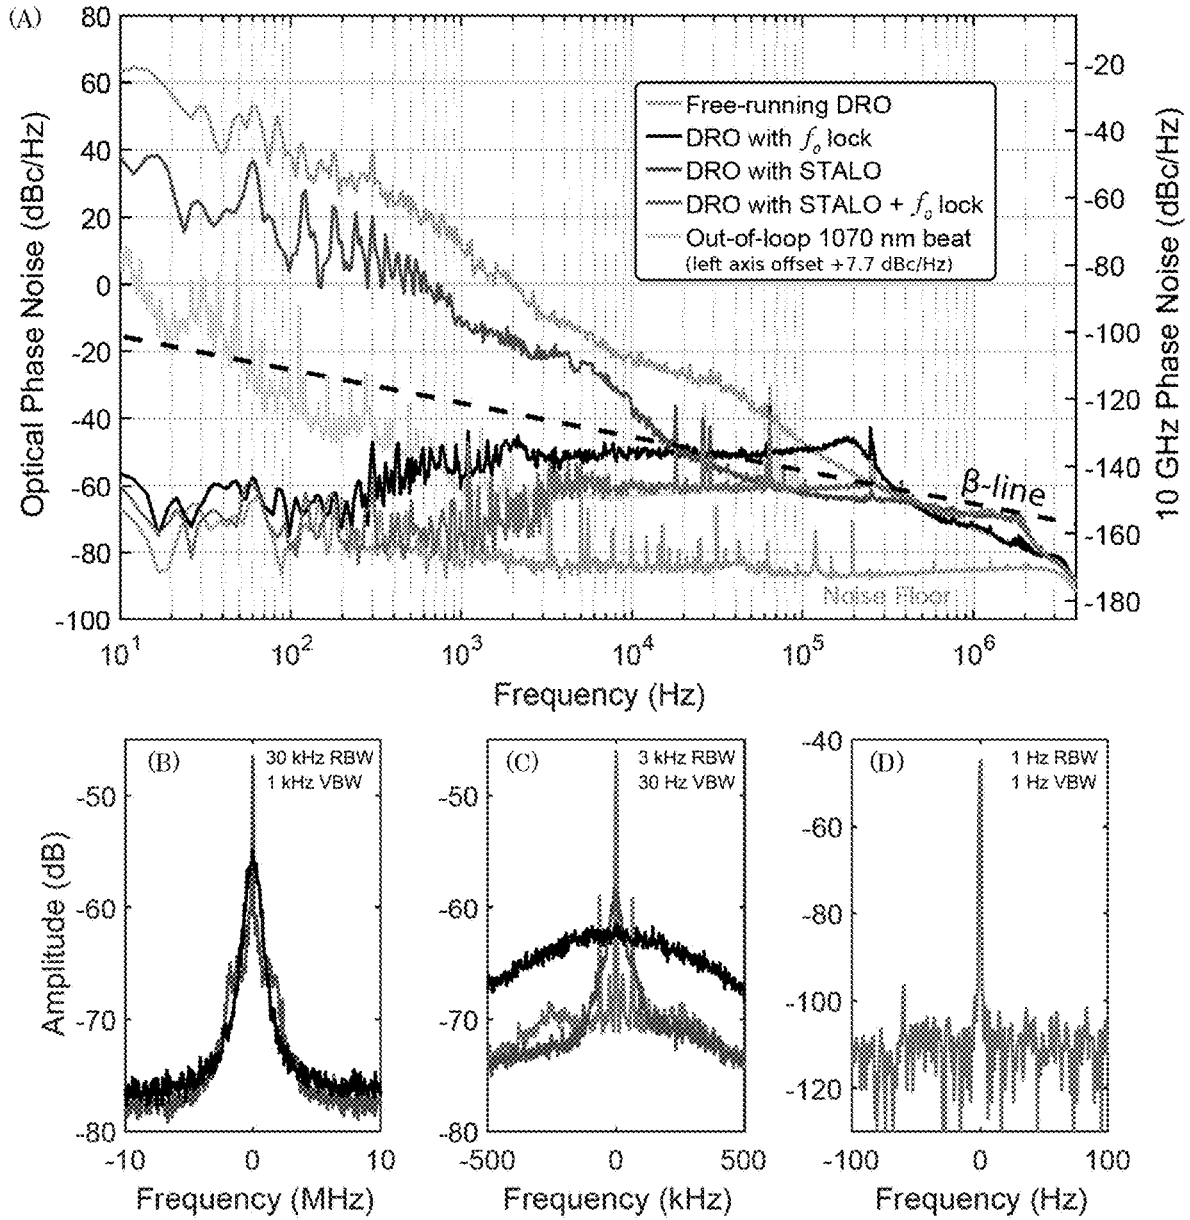 (A)
80
60
40
20
0
-20
-40
-60
-80
-100
Optical Phase Noise (dBc/Hz)
-20
-40
-60
-80
-100
-120
-140
-160
-180
10 GHz Phase Noise (dBc/Hz)
Free-running DRO
DRO with fo lock
DRO with STALO
DRO with STALO + fo lock
Out-of-loop 1070 nm beat
(left axis offset +7.7 dBc/Hz)
β-line
Noise Floor
10^1 10^2 10^3 10^4 10^5 10^6
Frequency (Hz)
(B)
30 kHz RBW
1 kHz VBW
-50
-60
-70
-80
Amplitude (dB)
-10 0 10
Frequency (MHz)
(C)
3 kHz RBW
30 Hz VBW
-50
-60
-70
-80
-500 0 500
Frequency (kHz)
(D)
1 Hz RBW
1 Hz VBW
-40
-60
-80
-100
-120
-100 0 100
Frequency (Hz)